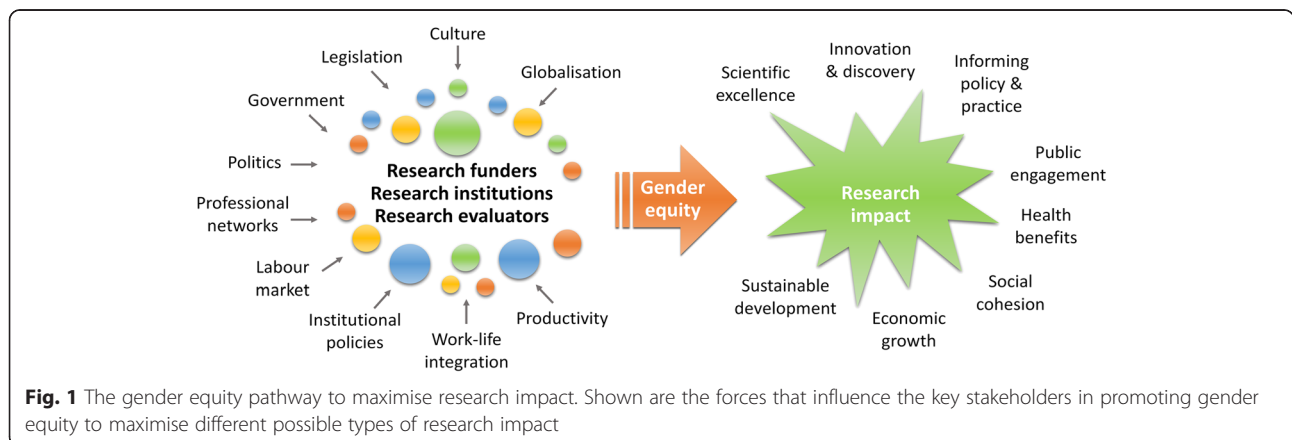 Culture
Legislation
Globalisation
Government
Politics
Professional
networks
Labour
market
Institutional
policies
Work-life
integration
Productivity
Research funders
Research institutions
Research evaluators
Gender
equity
Research
impact
Scientific
excellence
Innovation
& discovery
Informing
policy &
practice
Public
engagement
Health
benefits
Social
cohesion
Economic
growth
Sustainable
development
Fig. 1 The gender equity pathway to maximise research impact. Shown are the forces that influence the key stakeholders in promoting gender
equity to maximise different possible types of research impact